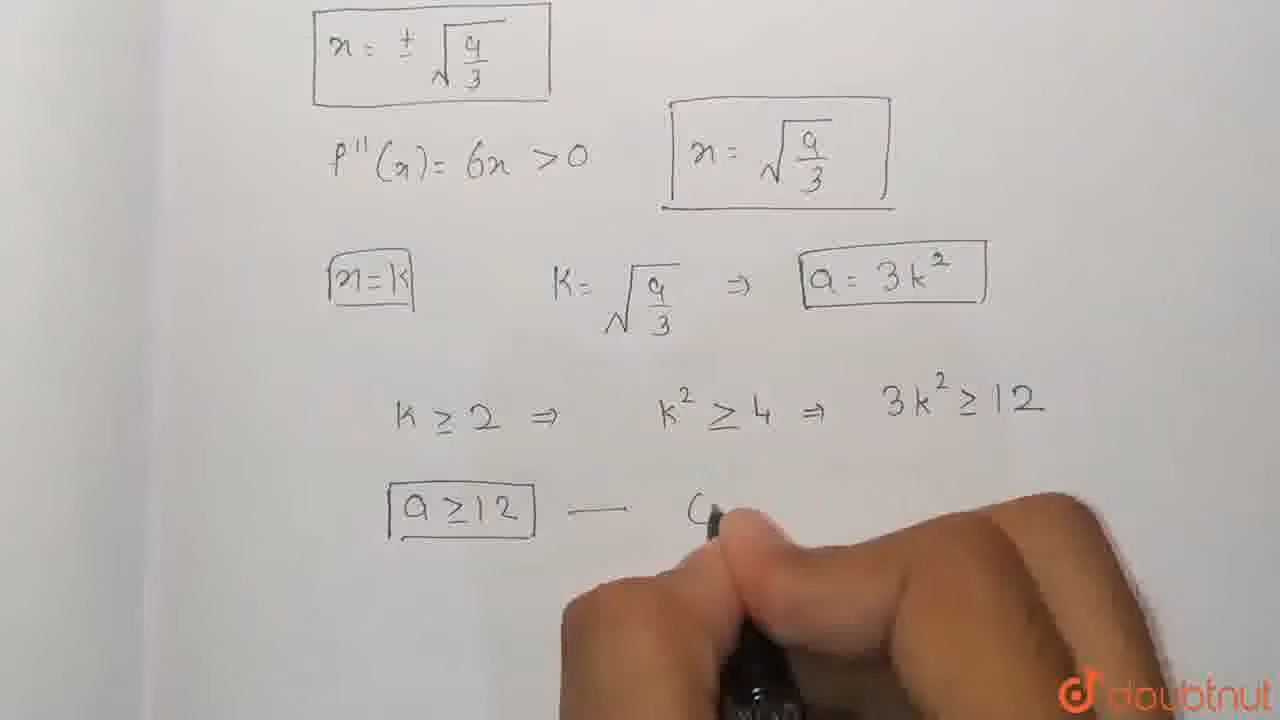 x = ± √(a/3)
f''(x) = 6x > 0 x = √(a/3)
x = k k = √(a/3) ⇒ a = 3k²
k ≥ 2 ⇒ k² ≥ 4 ⇒ 3k² ≥ 12
a ≥ 12 — (
doubtnut